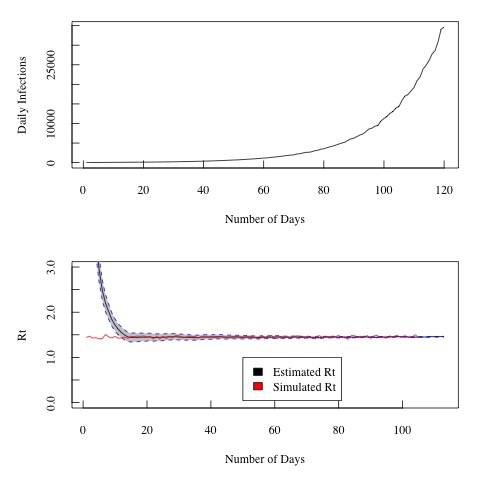 Daily Infections
25000
10000
0
0 20 40 60 80 100 120
Number of Days
Rt
3.0
2.0
1.0
0.0
Estimated Rt
Simulated Rt
0 20 40 60 80 100
Number of Days